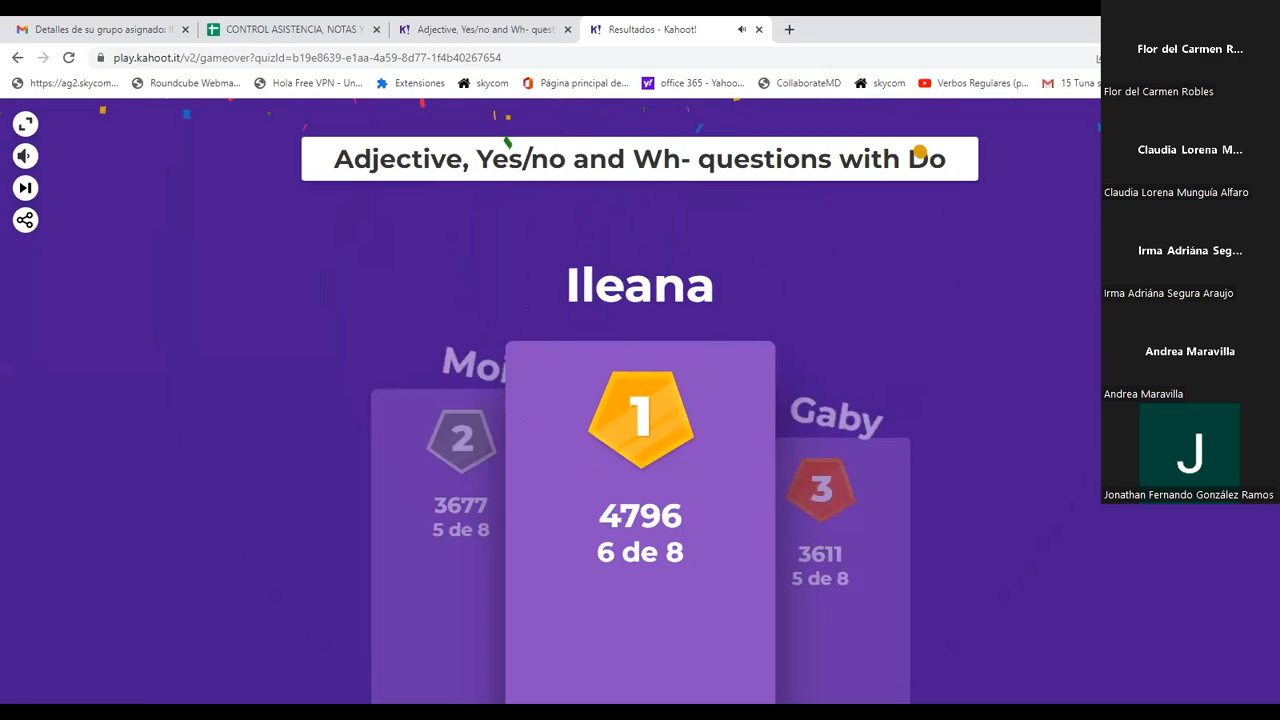 Detalles de su grupo asignado: I
CONTROL ASISTENCIA, NOTAS Y
Adjective, Yes/no and Wh- quest
Resultados - Kahoot!
play.kahoot.it/v2/gameover?quizId=b19e8639-e1aa-4a59-8d77-1f4b40267654
https://ag2.skycom...
Roundcube Webma...
Hola Free VPN - Un...
extensiones
skycom
Página principal de...
office 365 - Yahoo...
CollaborateMD
skycom
Verbos Regulares (p...
15 Tuna s
Adjective, Yes/no and Wh- questions with Do
Ileana
Moi
Gaby
1
2
3
4796
6 de 8
3677
5 de 8
3611
5 de 8
Flor del Carmen R...
Flor del Carmen Robles
Claudia Lorena M...
Claudia Lorena Munguía Alfaro
Irma Adriána Seg...
Irma Adriána Segura Araujo
Andrea Maravilla
Andrea Maravilla
J
Jonathan Fernando González Ramos